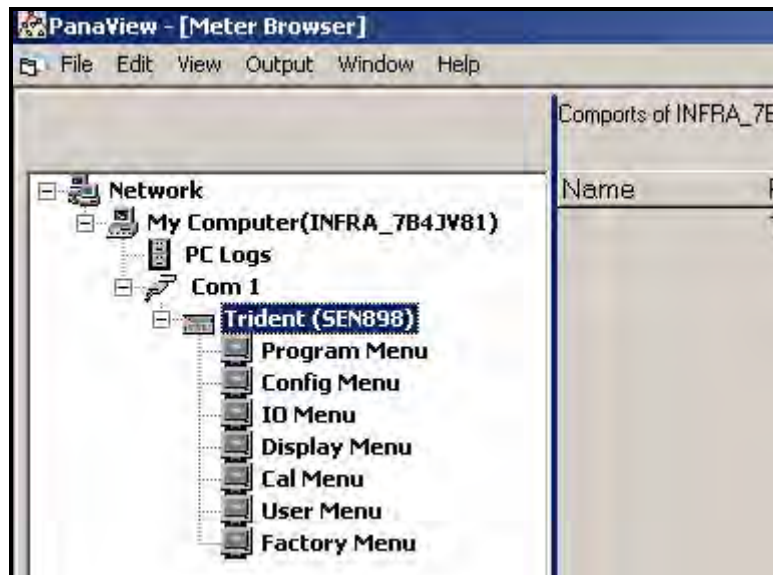 PanaView - [Meter Browser]
File Edit View Output Window Help
Comports of INFRA_7B
Name
Network
My Computer(INFRA_7B4JV81)
PC Logs
Com 1
Trident (SEN898)
Program Menu
Config Menu
IO Menu
Display Menu
Cal Menu
User Menu
Factory Menu